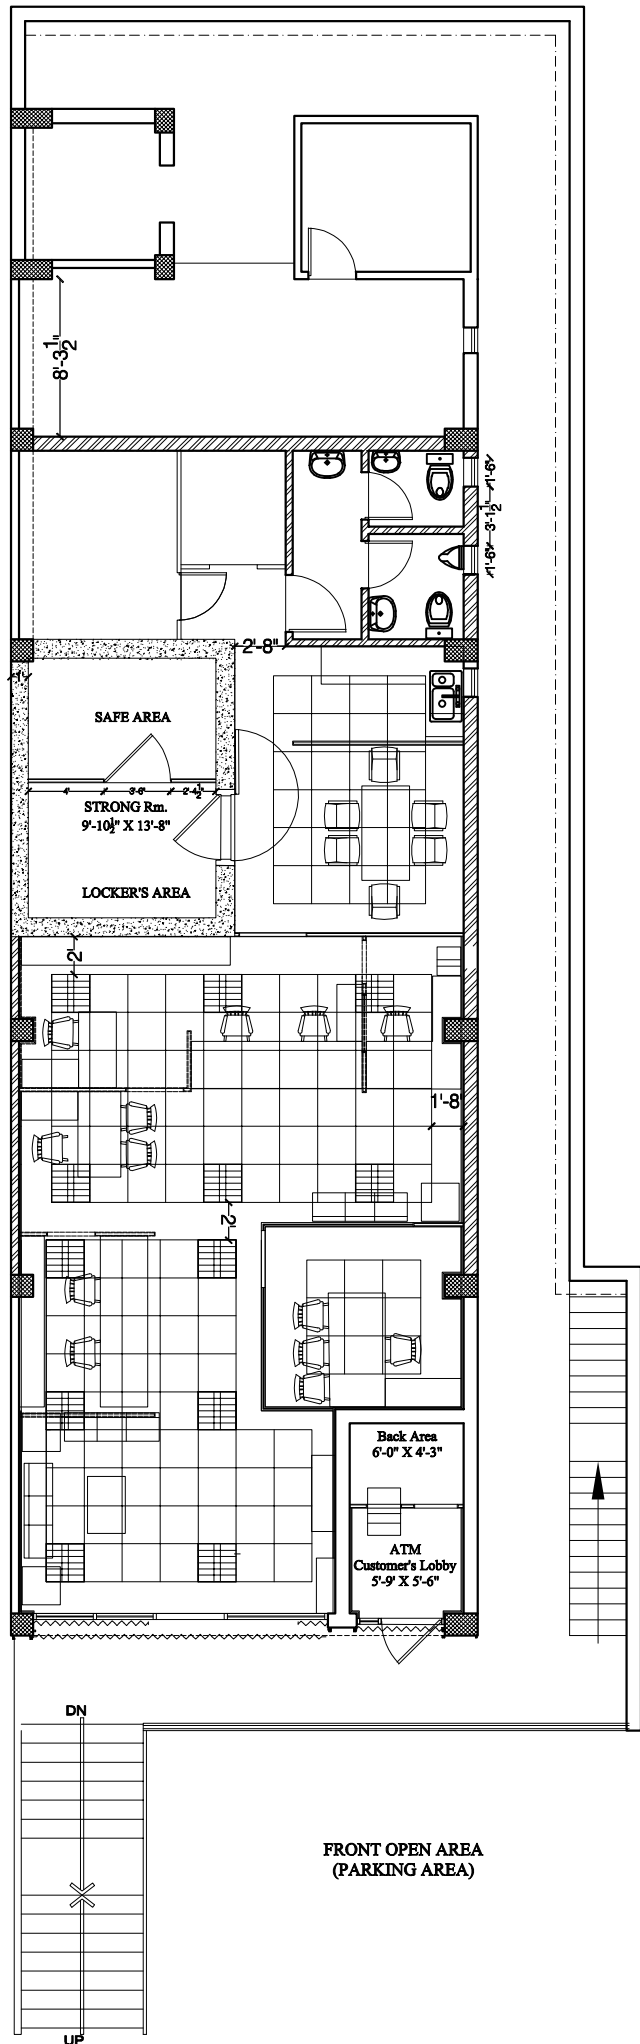 8'-3½"
1'-6"
3'-1½"
1'-6"
2'-8"
1'
SAFE AREA
4'
3'-6"
2'-4½"
STRONG Rm.
9'-10½" X 13'-8"
LOCKER'S AREA
2'
1'-8"
2'
Back Area
6'-0" X 4'-3"
ATM
Customer's Lobby
5'-9' X 5'-6"
DN
FRONT OPEN AREA
(PARKING AREA)
UP